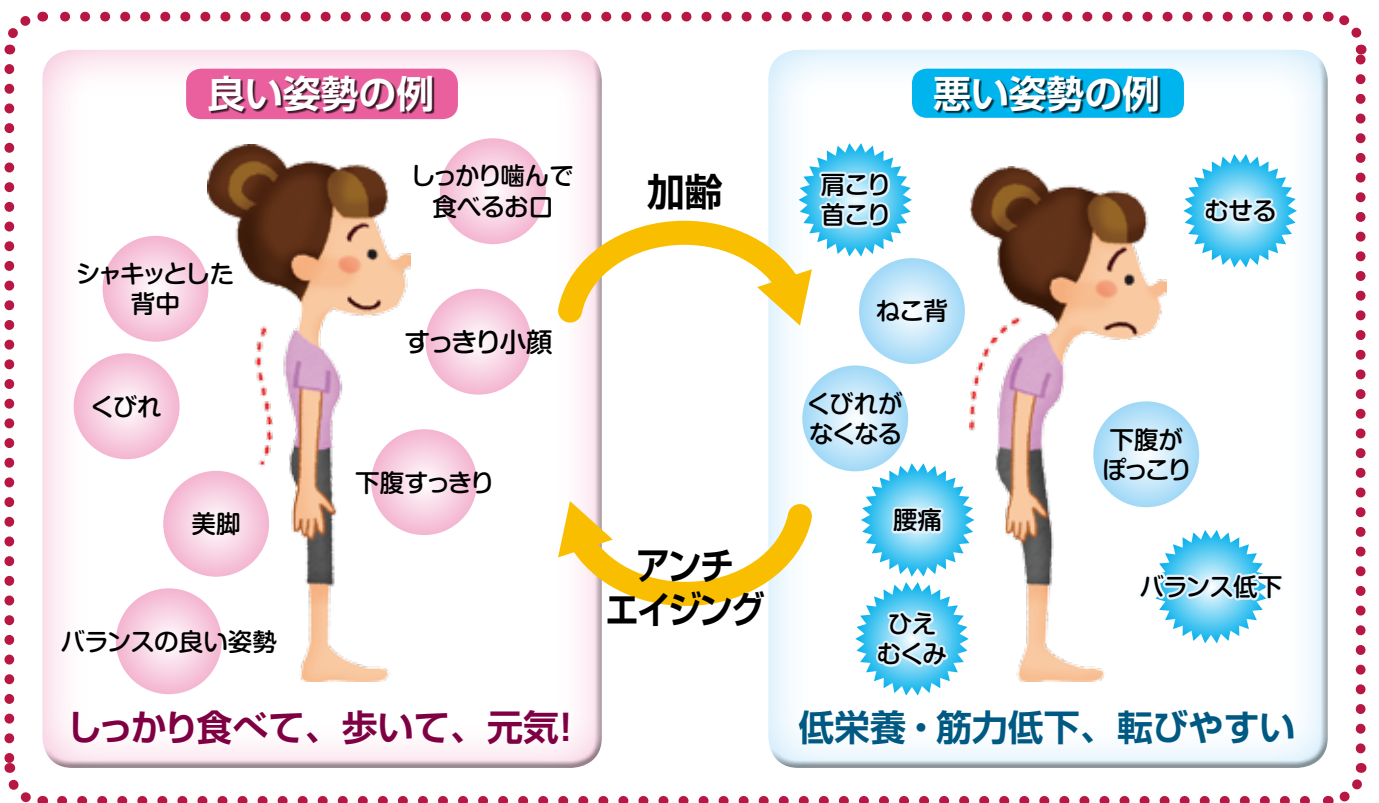 良い姿勢の例
しっかり噛んで
食べるお口
シャキッとした
背中
すっきり小顔
くびれ
下腹すっきり
美脚
バランスの良い姿勢
しっかり食べて、歩いて、元気!
加齢
アンチ
エイジング
悪い姿勢の例
肩こり
首こり
むせる
ねこ背
くびれが
なくなる
下腹が
ぽっこり
腰痛
バランス低下
ひえ
むくみ
低栄養・筋力低下、転びやすい